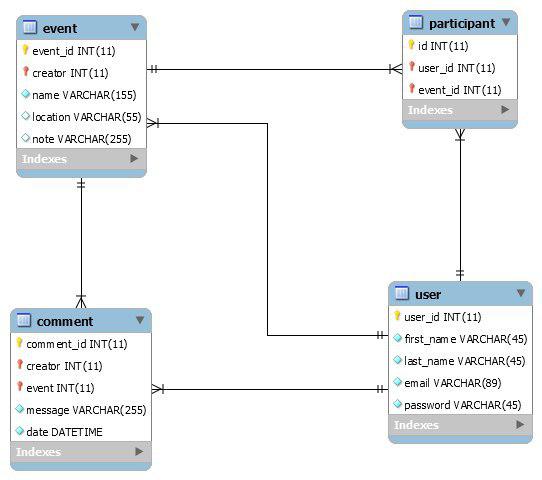 event
event_id INT(11)
creator INT(11)
name VARCHAR(155)
location VARCHAR(55)
note VARCHAR(255)
Indexes
participant
id INT(11)
user_id INT(11)
event_id INT(11)
Indexes
comment
comment_id INT(11)
creator INT(11)
event INT(11)
message VARCHAR(255)
date DATETIME
Indexes
user
user_id INT(11)
first_name VARCHAR(45)
last_name VARCHAR(45)
email VARCHAR(89)
password VARCHAR(45)
Indexes